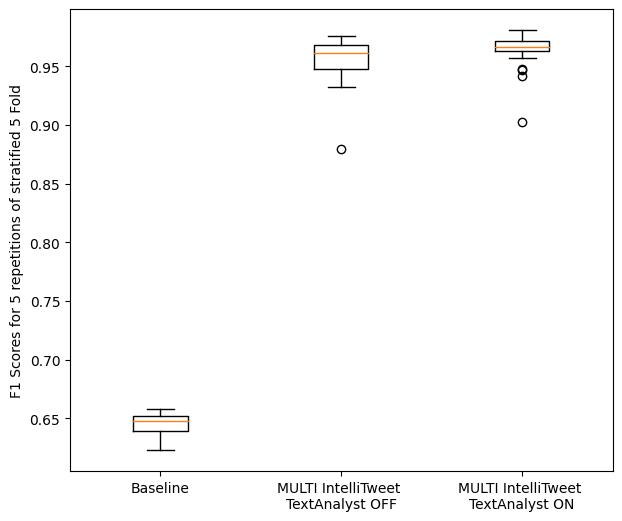 F1 Scores for 5 repetitions of stratified 5 Fold
0.95
0.90
0.85
0.80
0.75
0.70
0.65
Baseline
MULTI IntelliTweet
TextAnalyst OFF
MULTI IntelliTweet
TextAnalyst ON